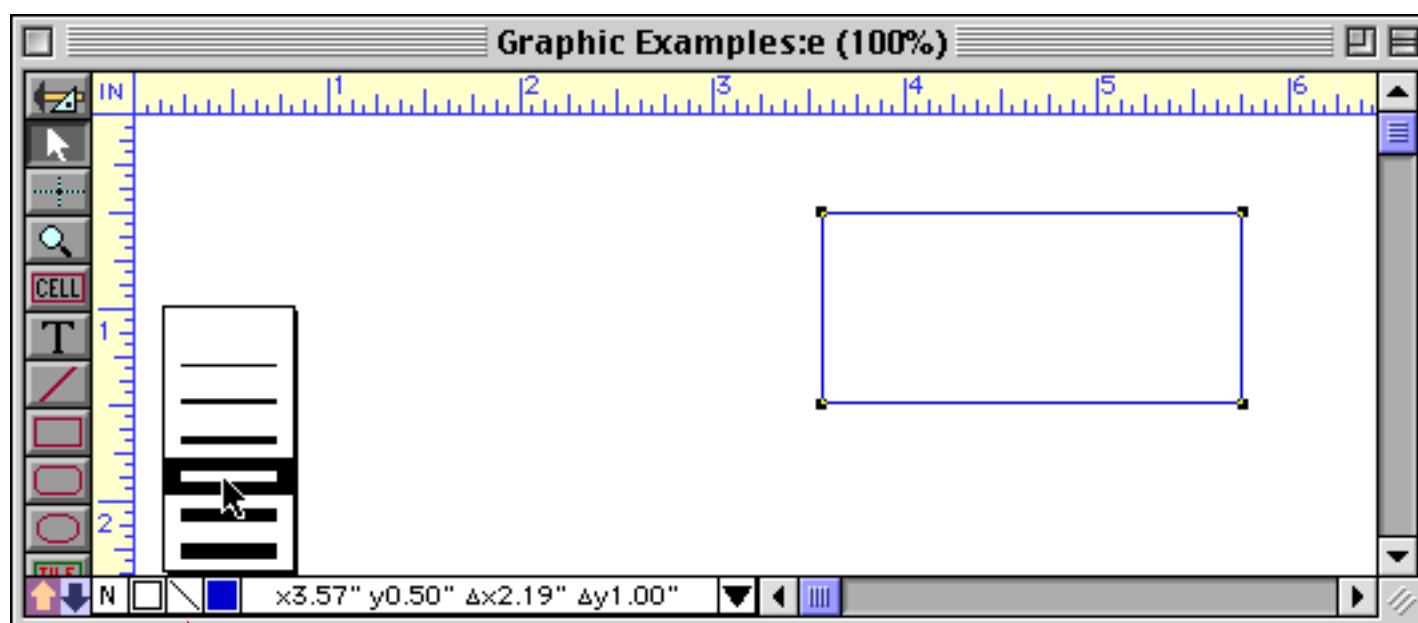 Graphic Examples:e (100%)
IN 1 2 3 4 5 6
CELL
T
1
2
TILE
N x3.57" y0.50" Δx2.19" Δy1.00"